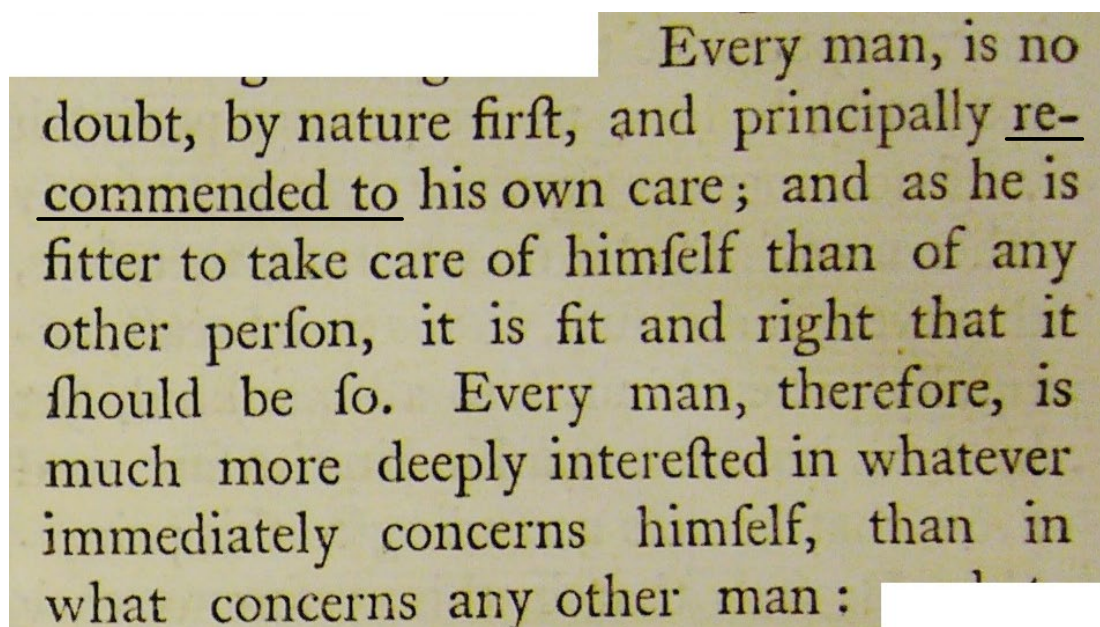 Every man, is no
doubt, by nature firſt, and principally re-
commended to his own care; and as he is
fitter to take care of himſelf than of any
other perſon, it is fit and right that it
ſhould be ſo. Every man, therefore, is
much more deeply intereſted in whatever
immediately concerns himſelf, than in
what concerns any other man: